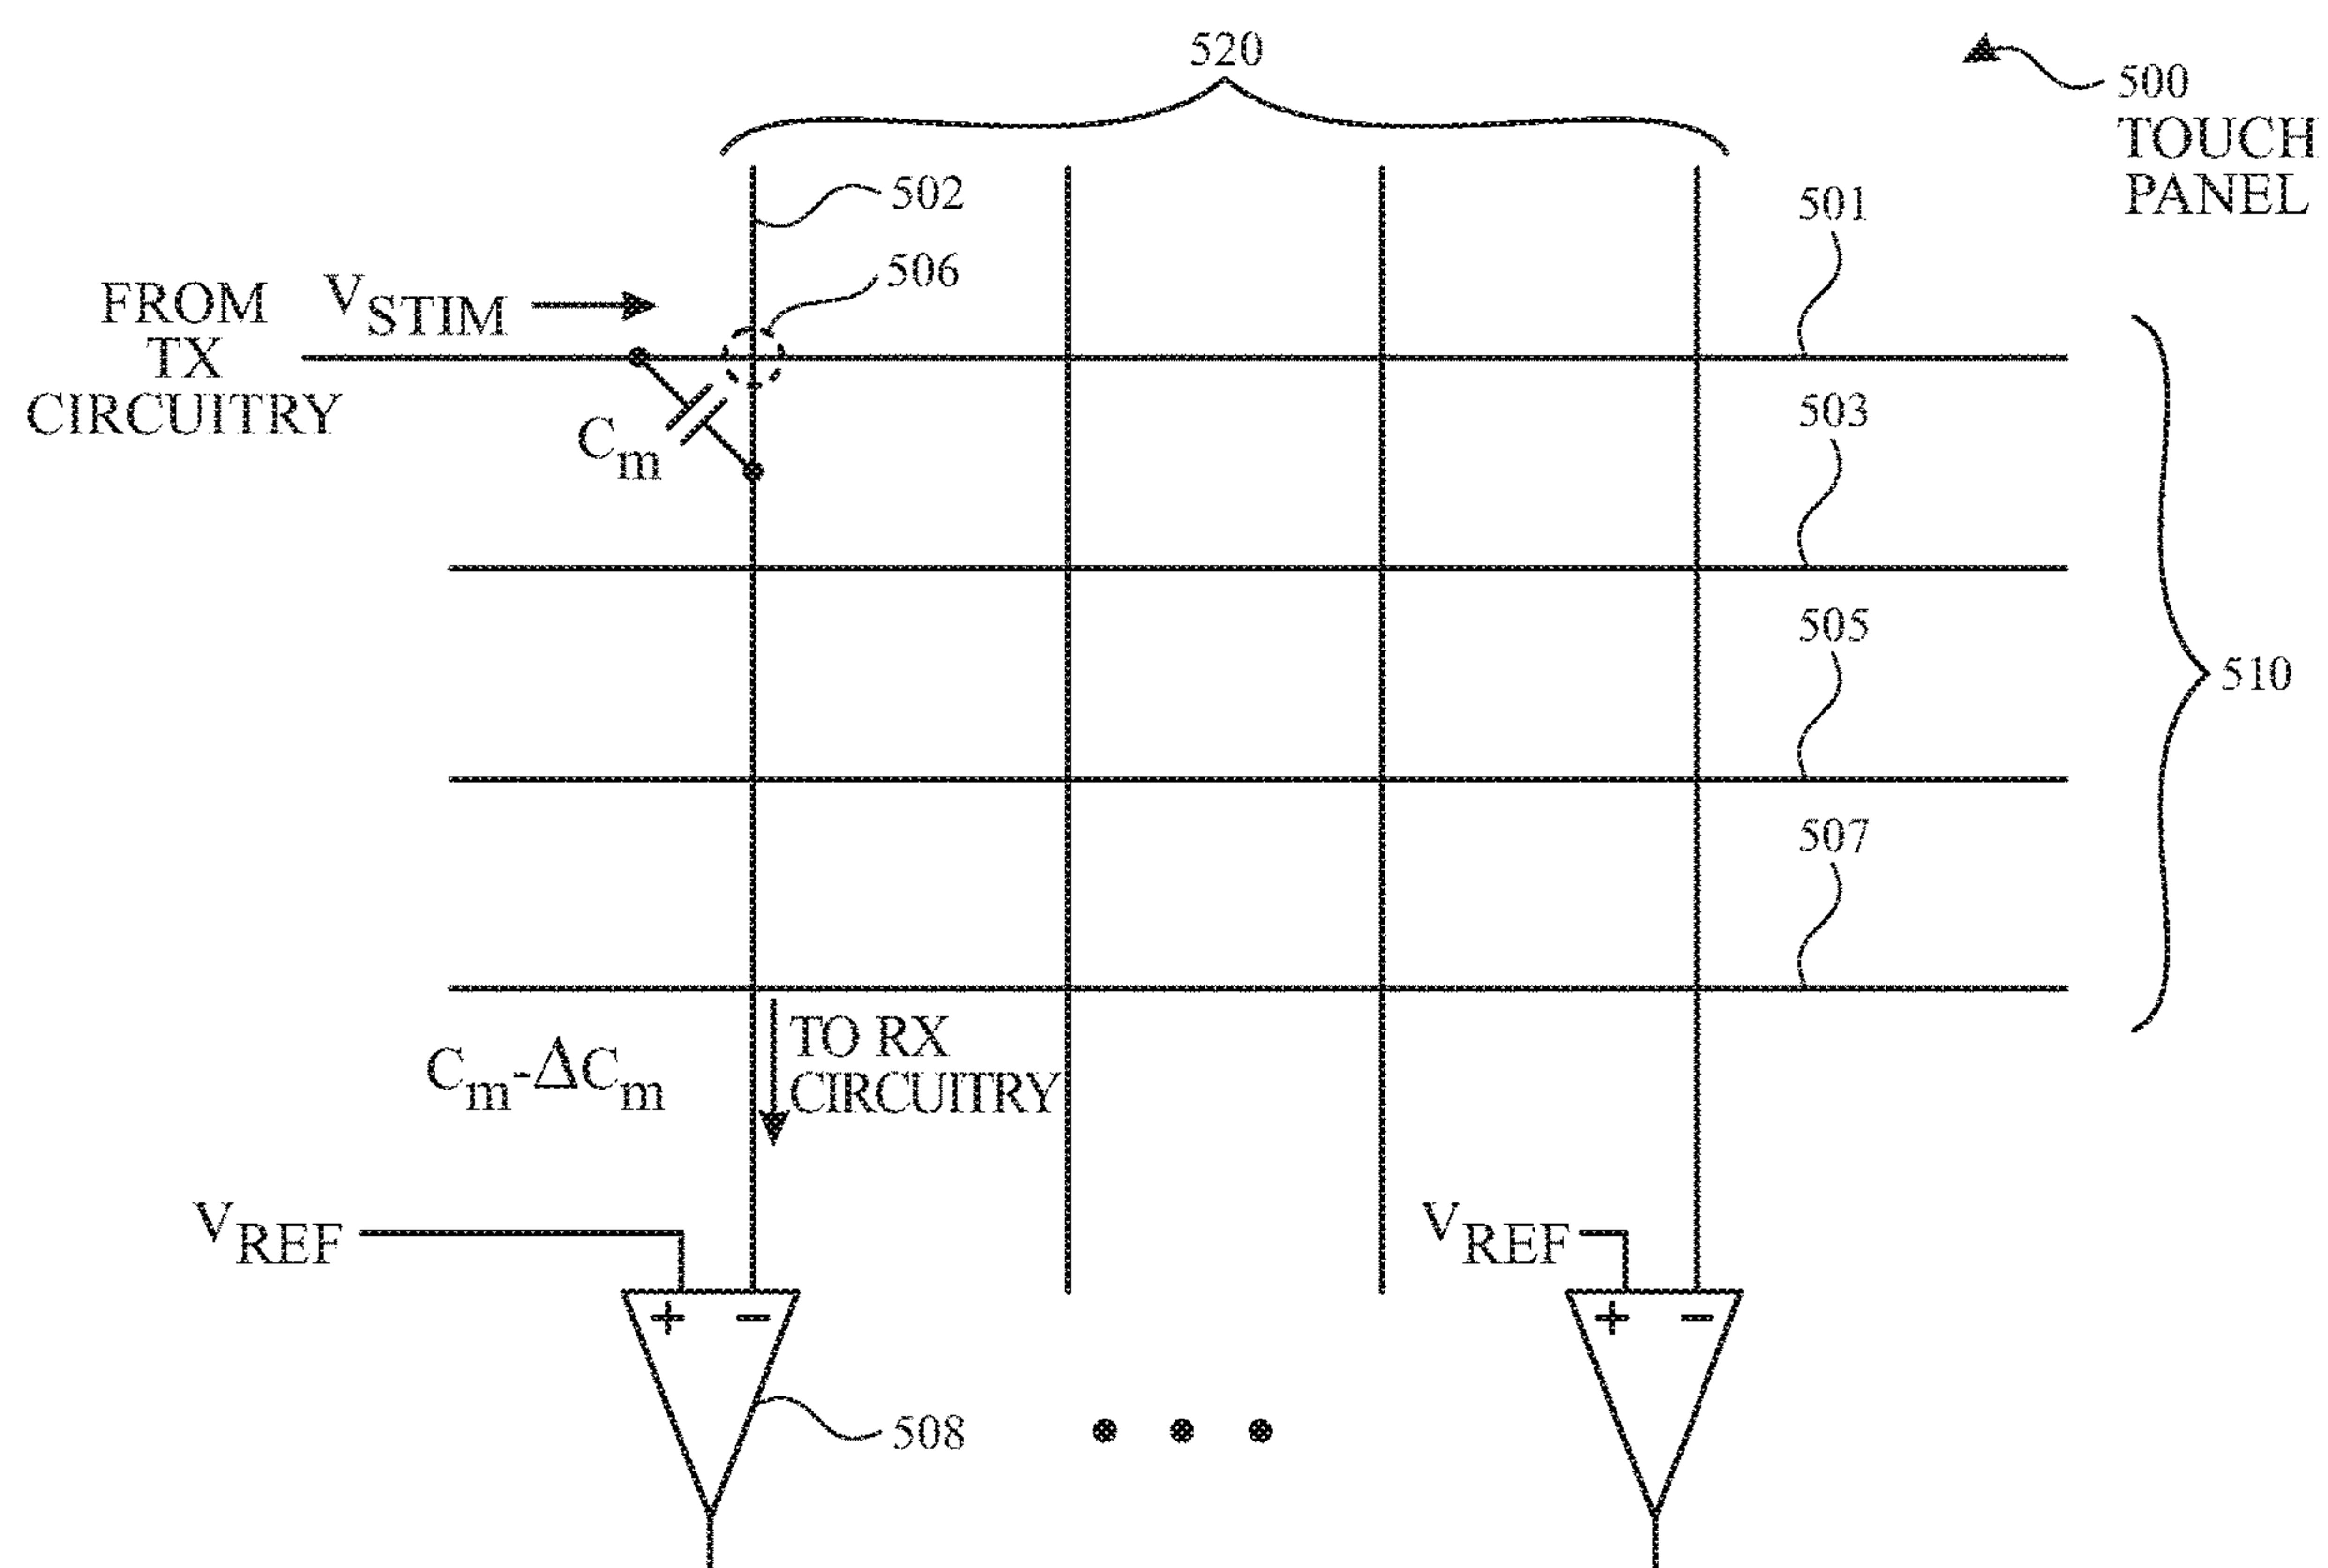 520
500
TOUCH
PANEL
502
501
506
FROM
TX
CIRCUITRY
VSTIM
Cm
503
505
510
507
Cm-ΔCm
TO RX
CIRCUITRY
VREF
VREF
+ −
+ −
508